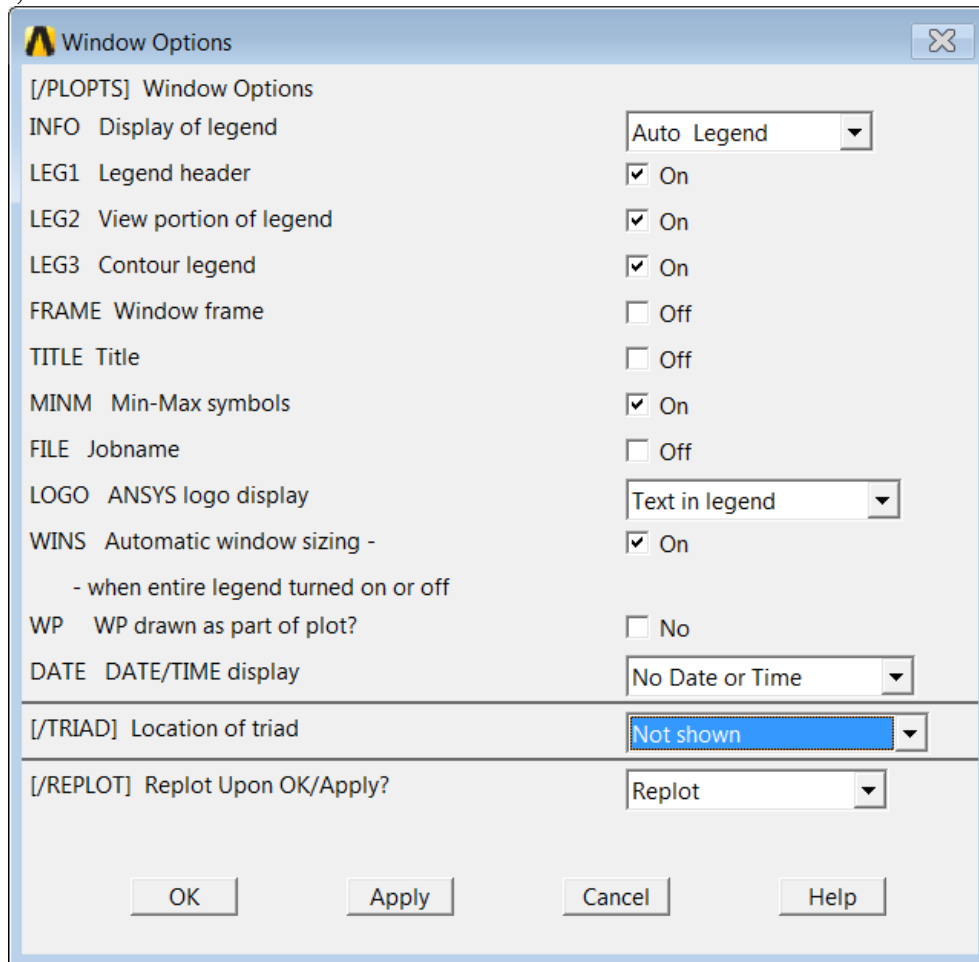 Window Options
[/PLOPTS] Window Options
INFO Display of legend Auto Legend
LEG1 Legend header On
LEG2 View portion of legend On
LEG3 Contour legend On
FRAME Window frame Off
TITLE Title Off
MINM Min-Max symbols On
FILE Jobname Off
LOGO ANSYS logo display Text in legend
WINS Automatic window sizing - On
- when entire legend turned on or off
WP WP drawn as part of plot? No
DATE DATE/TIME display No Date or Time
[/TRIAD] Location of triad Not shown
[/REPLOT] Replot Upon OK/Apply? Replot
OK Apply Cancel Help